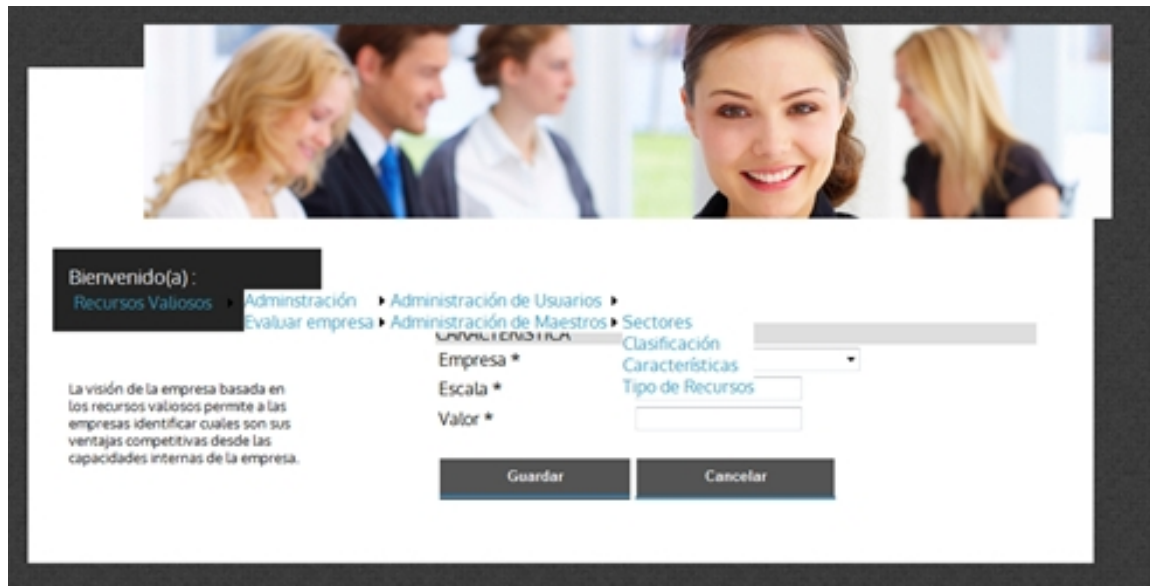 Bienvenido(a) :
Recursos Valiosos Adminstración Administración de Usuarios
Evaluar empresa Administración de Maestros Sectores
CARACTERISTICA
Clasificación
Empresa *
Características
Escala *
Tipo de Recursos
Valor *
La visión de la empresa basada en
los recursos valiosos permite a las
empresas identificar cuales son sus
ventajas competitivas desde las
capacidades internas de la empresa.
Guardar Cancelar